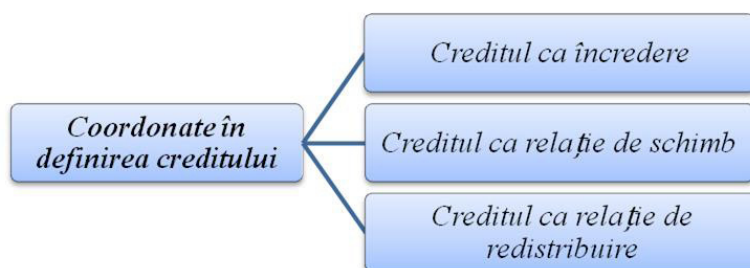 Coordonate în
definirea creditului
Creditul ca încredere
Creditul ca relație de schimb
Creditul ca relație de
redistribuire